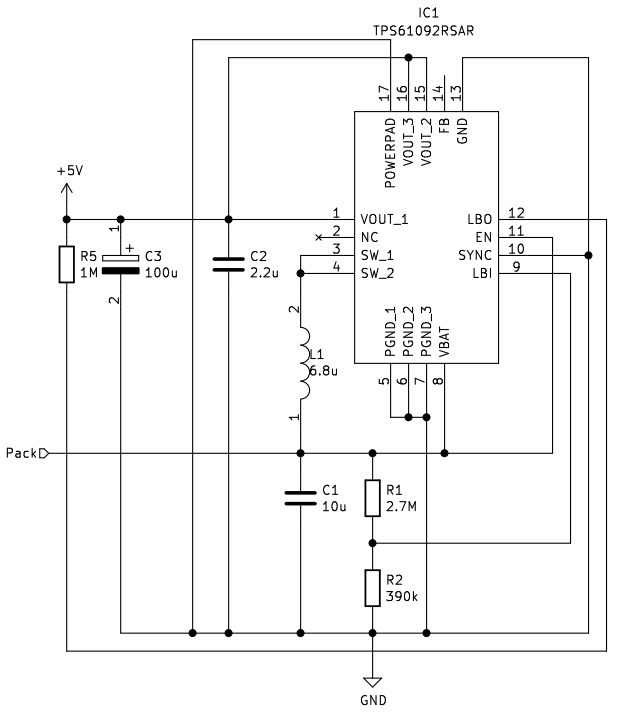 IC1
TPS61092RSAR
17
16
15
14
13
POWERPAD
VOUT_3
VOUT_2
FB
GND
+5V
1
VOUT_1
LBO
12
2
NC
EN
11
3
SW_1
SYNC
10
4
SW_2
LBI
9
R5
1M
1
+
C3
100u
2
C2
2.2u
2
L1
6.8u
1
PGND_1
PGND_2
PGND_3
VBAT
5
6
7
8
Pack
C1
10u
R1
2.7M
R2
390k
GND